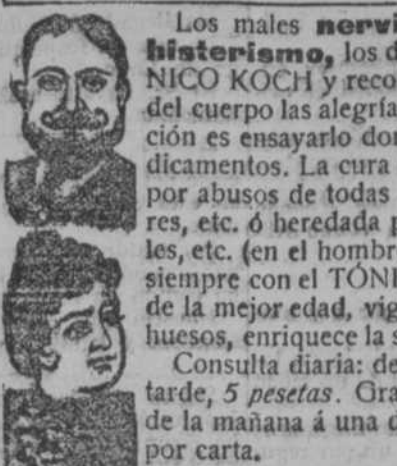 Los males nervi
histerismo, los d
NICO KOCH y reco
del cuerpo las alegría
ción es ensayarlo don
dicamentos. La cura
por abusos de todas
res, etc. ó heredada p
les, etc. (en el hombr
siempre con el TÓNI
de la mejor edad, vig
huesos, enriquece la s
Consulta diaria: de
tarde, 5 pesetas. Gra
de la mañana á una d
por carta.